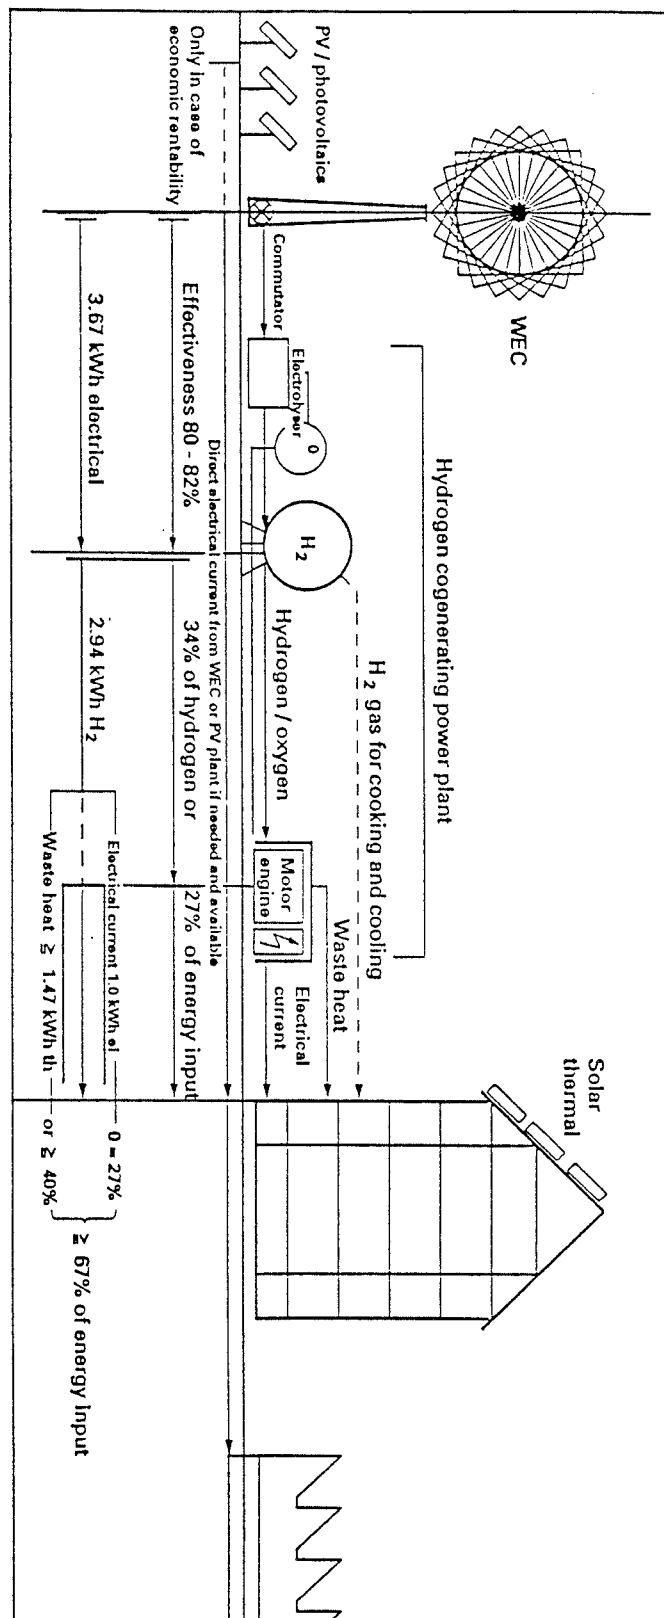 WEC
Hydrogen cogenerating power plant
Solar
thermal
PV / photovoltaics
H2 gas for cooking and cooling
Commutator
Electrolysor
O
H2
Hydrogen / oxygen
Motor
engine
Waste heat
Electrical
current
Only in case of
economic rentability
Direct electrical current from WEC or PV plant if needed and available
Effectiveness 80 - 82%
34% of hydrogen or
27% of energy input
3.67 kWh electrical
2.94 kWh H2
Electrical current 1.0 kWh el
0 = 27%
Waste heat ≧ 1.47 kWh th
or ≧ 40%
≧ 67% of energy input